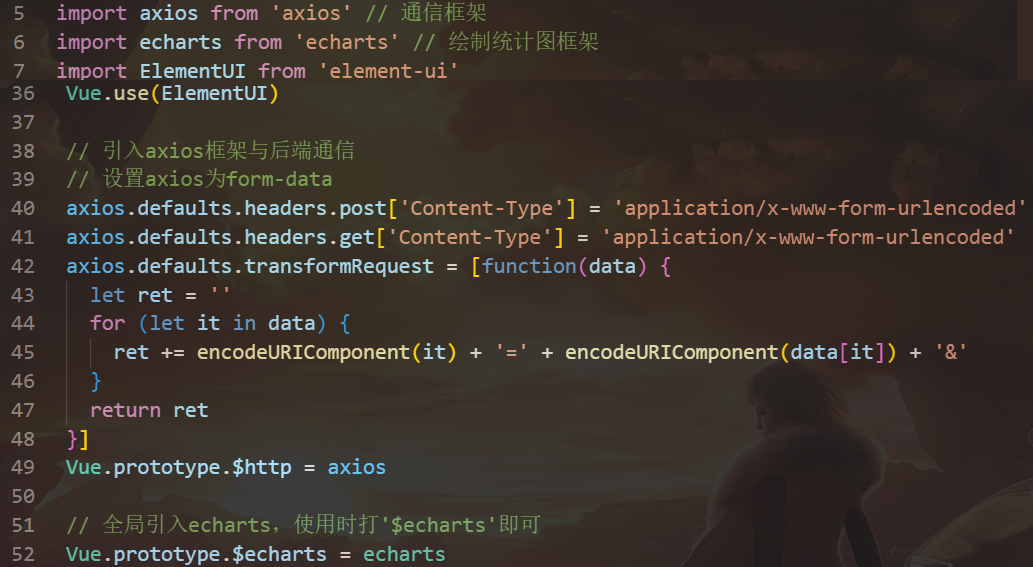 5 import axios from 'axios' // 通信框架
6 import echarts from 'echarts' // 绘制统计图框架
7 import ElementUI from 'element-ui'
36 Vue.use(ElementUI)
37
38 // 引入axios框架与后端通信
39 // 设置axios为form-data
40 axios.defaults.headers.post['Content-Type'] = 'application/x-www-form-urlencoded'
41 axios.defaults.headers.get['Content-Type'] = 'application/x-www-form-urlencoded'
42 axios.defaults.transformRequest = [function(data) {
43   let ret = ''
44   for (let it in data) {
45     ret += encodeURIComponent(it) + '=' + encodeURIComponent(data[it]) + '&'
46   }
47   return ret
48 }]
49 Vue.prototype.$http = axios
50
51 // 全局引入echarts，使用时打'$echarts'即可
52 Vue.prototype.$echarts = echarts